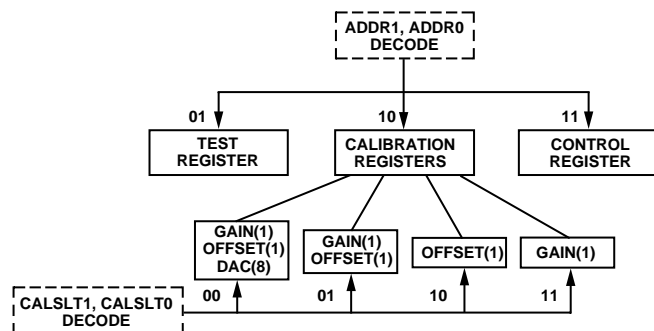 ADDR1, ADDR0
DECODE
01
10
11
TEST
REGISTER
CALIBRATION
REGISTERS
CONTROL
REGISTER
GAIN(1)
OFFSET(1)
DAC(8)
GAIN(1)
OFFSET(1)
OFFSET(1)
GAIN(1)
00
01
10
11
CALSLT1, CALSLT0
DECODE